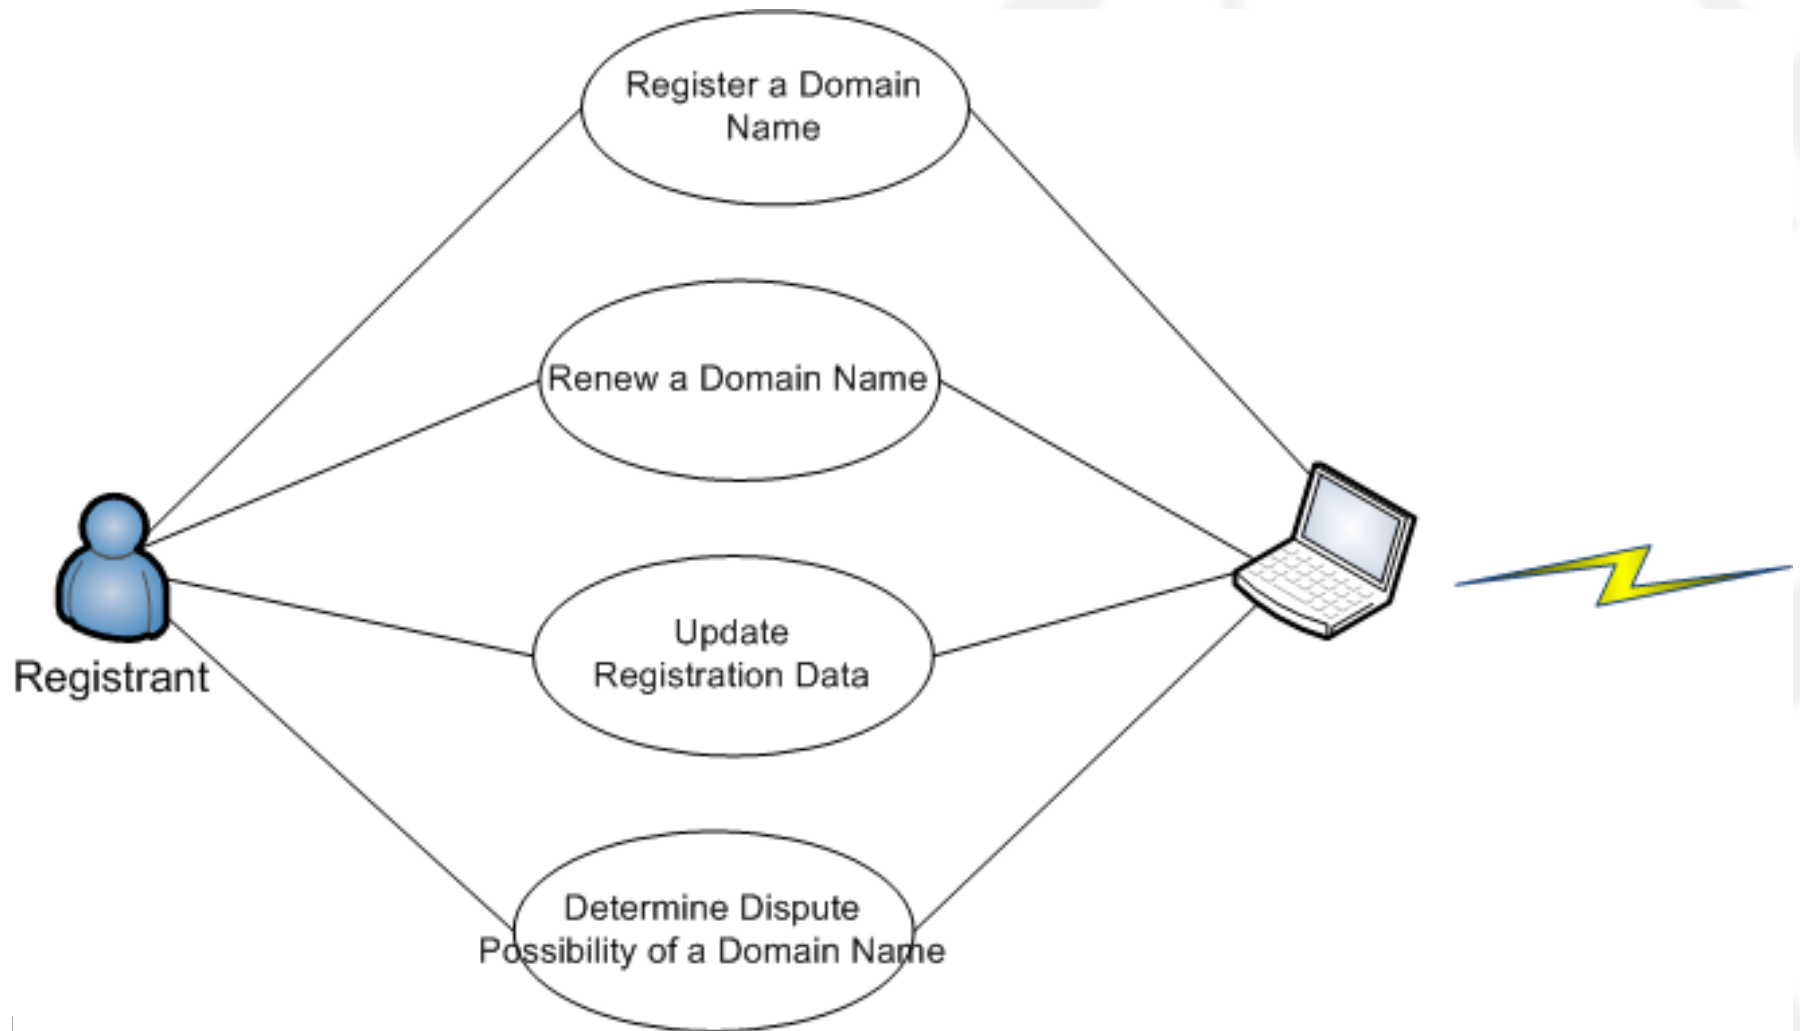 Register a Domain
Name
Renew a Domain Name
Registrant
Update
Registration Data
Determine Dispute
Possibility of a Domain Name